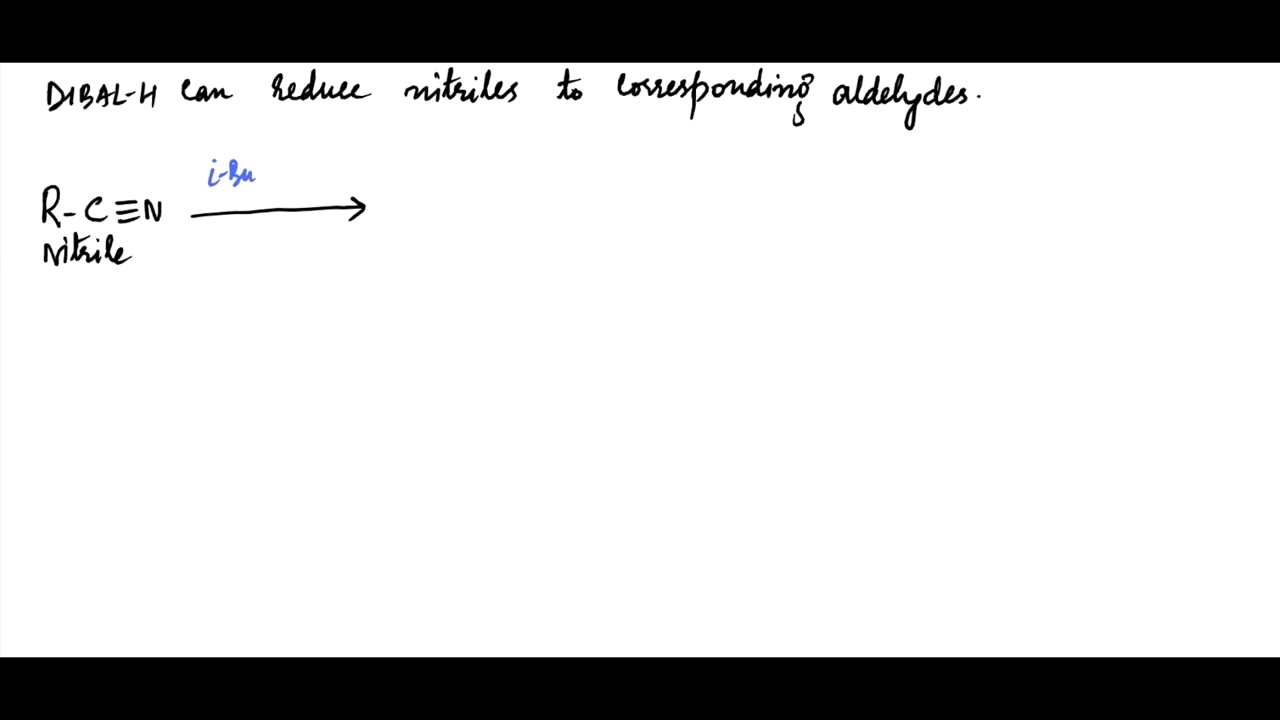 DIBAL-H can reduce nitriles to corresponding aldehydes.
i-Bu
R-C≡N
Nitrile